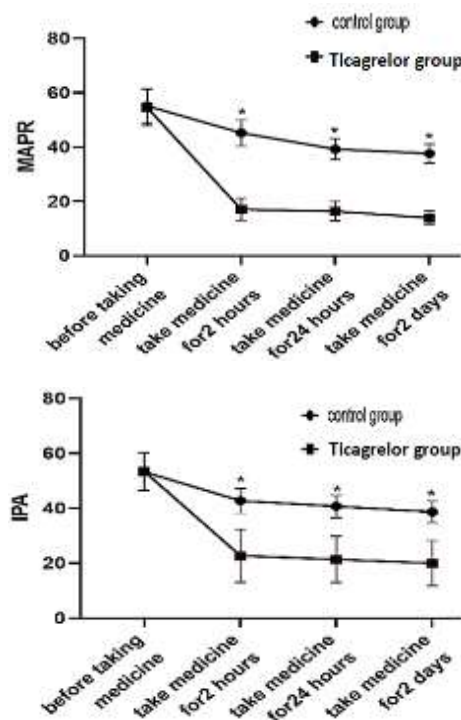 control group
Ticagrelor group
MAPR
80
60
40
20
0
*
*
*
before taking
medicine
take medicine
for2 hours
take medicine
for24 hours
take medicine
for2 days
control group
Ticagrelor group
IPA
80
60
40
20
0
*
*
*
before taking
medicine
take medicine
for2 hours
take medicine
for24 hours
take medicine
for2 days